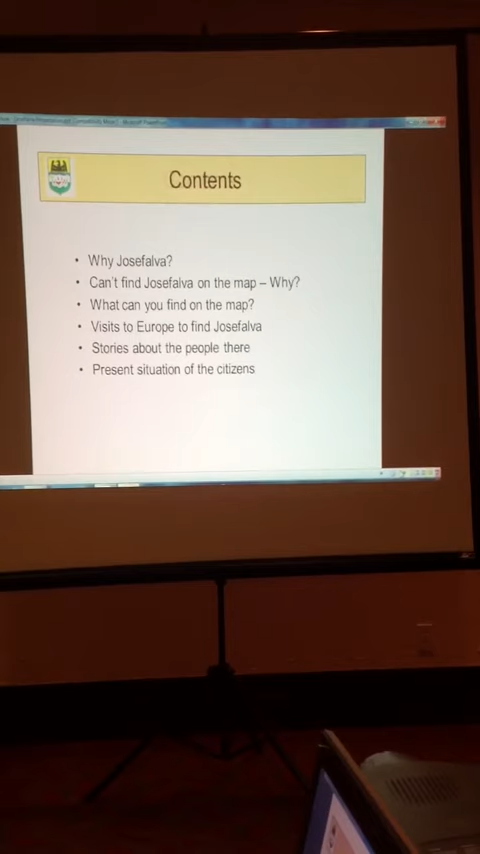 Contents
• Why Josefalva?
• Can't find Josefalva on the map – Why?
• What can you find on the map?
• Visits to Europe to find Josefalva
• Stories about the people there
• Present situation of the citizens